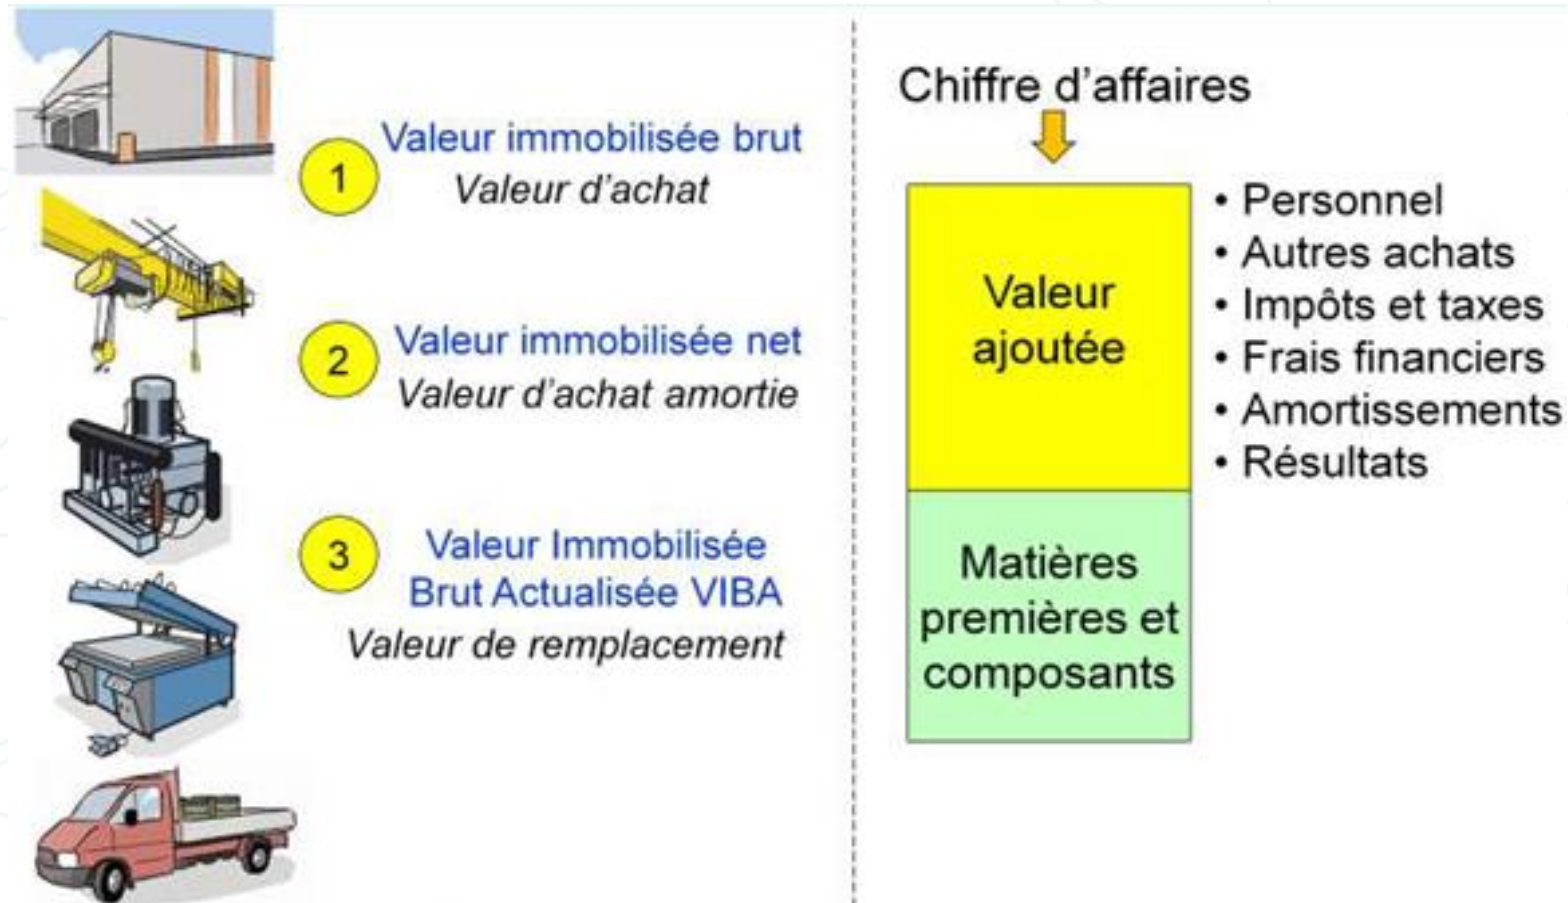 1
Valeur immobilisée brut
Valeur d'achat
2
Valeur immobilisée net
Valeur d'achat amortie
3
Valeur Immobilisée
Brut Actualisée VIBA
Valeur de remplacement
Chiffre d'affaires
Valeur
ajoutée
• Personnel
• Autres achats
• Impôts et taxes
• Frais financiers
• Amortissements
• Résultats
Matières
premières et
composants